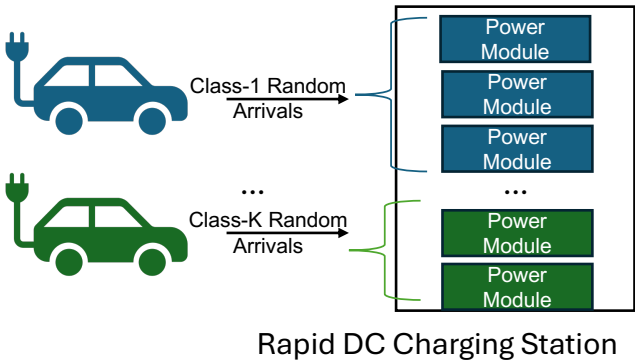 Power
Module
Class-1 Random
Arrivals
Power
Module
Power
Module
...
...
Class-K Random
Arrivals
Power
Module
Power
Module
Rapid DC Charging Station